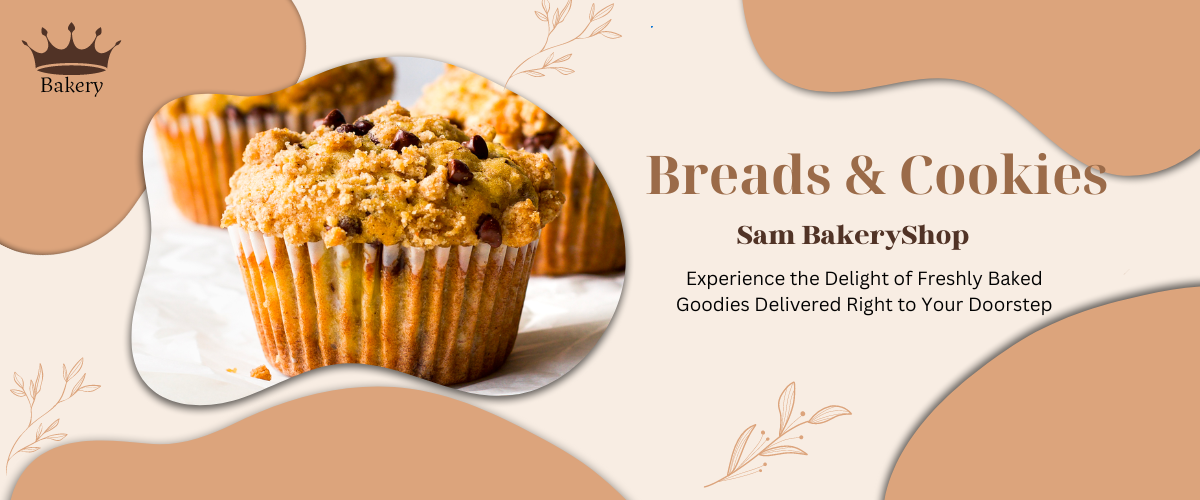 Bakery
Breads & Cookies
Sam BakeryShop
Experience the Delight of Freshly Baked
Goodies Delivered Right to Your Doorstep